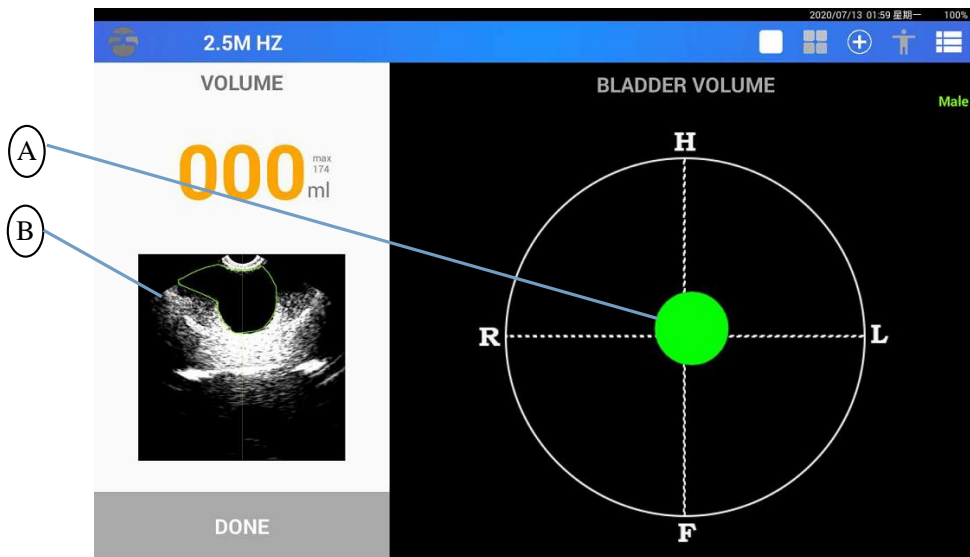 2020/07/13 01:59 星期一 100%
2.5M HZ
VOLUME
BLADDER VOLUME
Male
A
H
000
max
174
ml
B
R
L
DONE
F